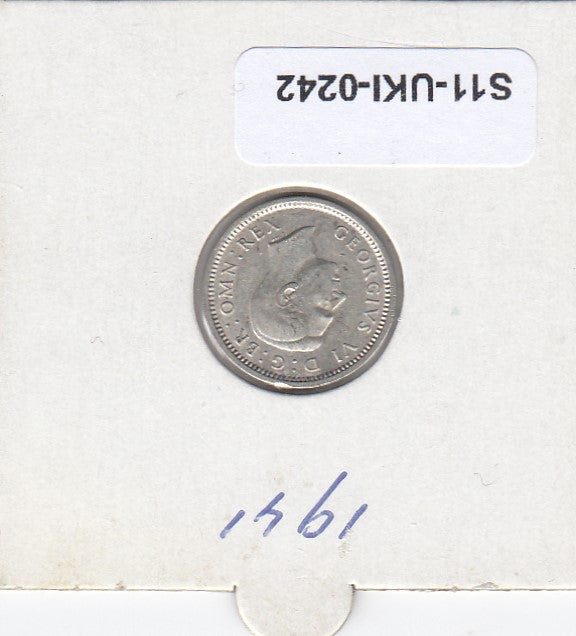 1941
GEORGIVS VI D:G:BR:OMN:REX
S11-UKI-0242